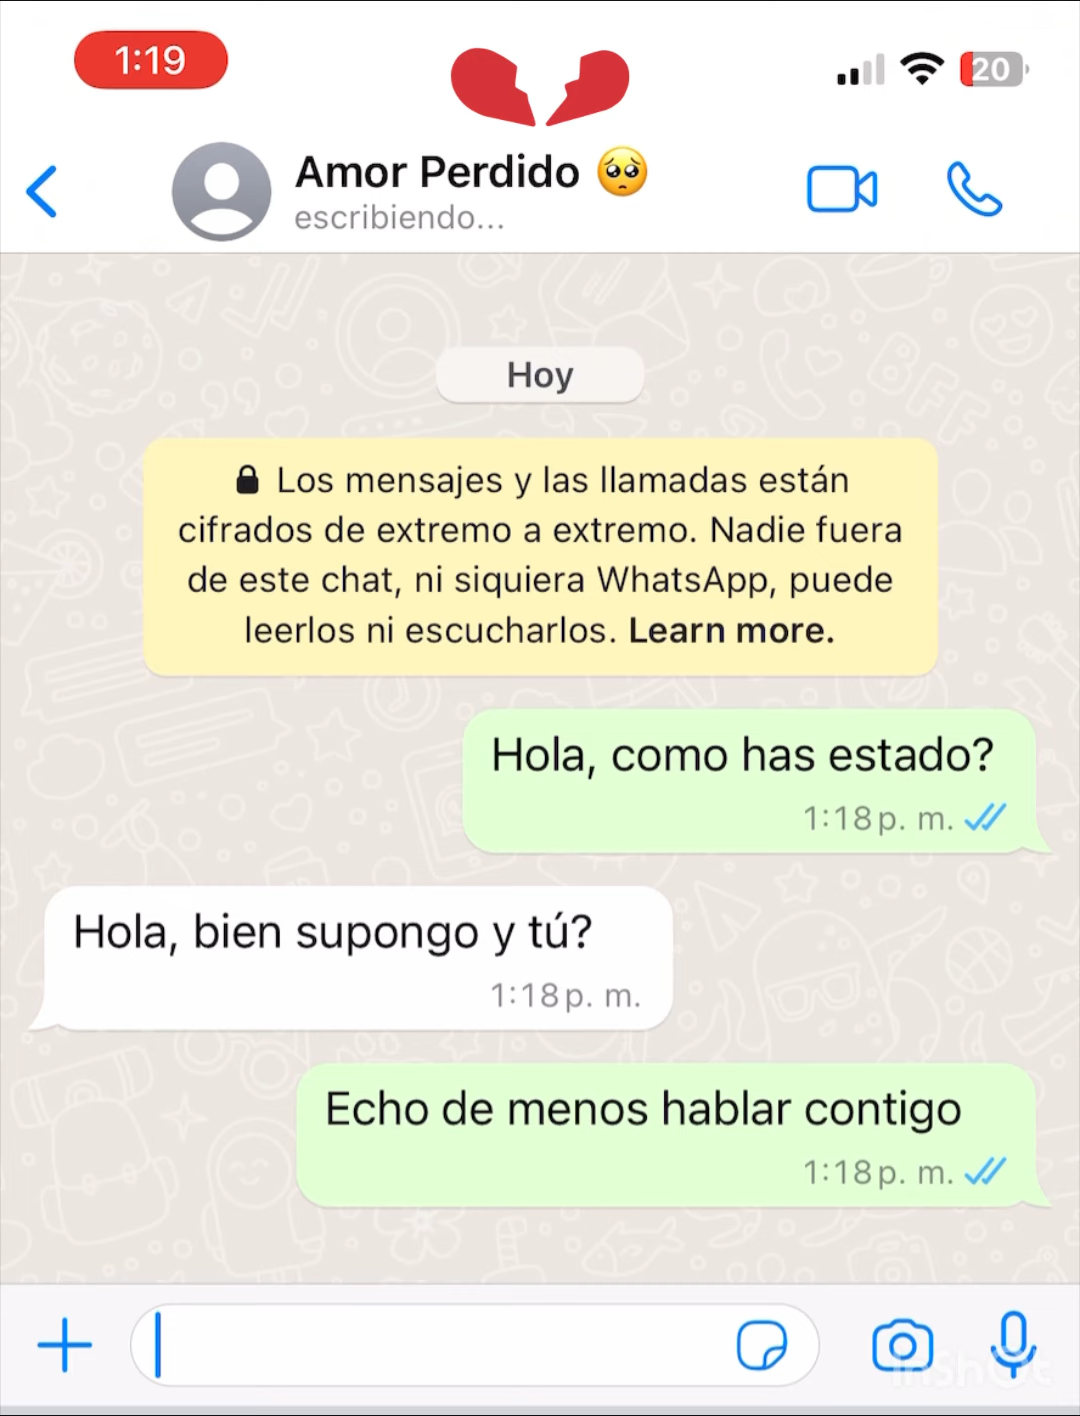 1:19
20
Amor Perdido 🥺
escribiendo...
Hoy
🔒 Los mensajes y las llamadas están
cifrados de extremo a extremo. Nadie fuera
de este chat, ni siquiera WhatsApp, puede
leerlos ni escucharlos. Learn more.
Hola, como has estado?
1:18 p. m.
Hola, bien supongo y tú?
1:18 p. m.
Echo de menos hablar contigo
1:18 p. m.
InShOt